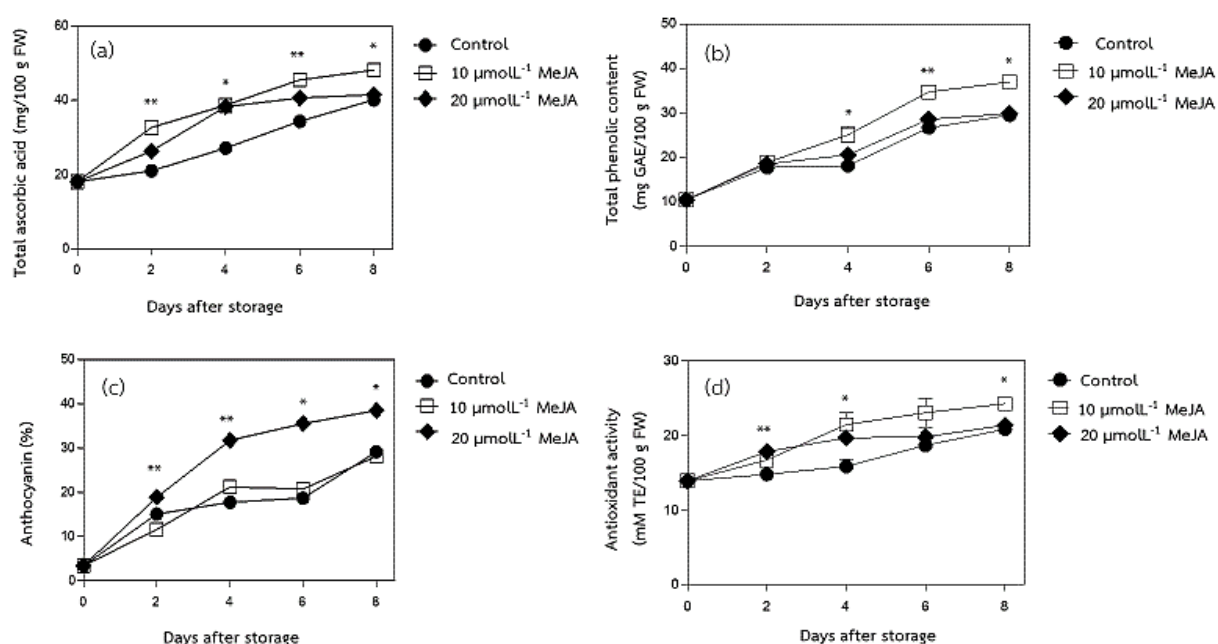 (a)
Total ascorbic acid (mg/100 g FW)
60
40
20
0
** * ** *
0 2 4 6 8
Days after storage
Control
10 µmolL⁻¹ MeJA
20 µmolL⁻¹ MeJA
(b)
Total phenolic content
(mg GAE/100 g FW)
50
40
30
20
10
0
* ** *
0 2 4 6 8
Days after storage
Control
10 µmolL⁻¹ MeJA
20 µmolL⁻¹ MeJA
(c)
Anthocyanin (%)
50
40
30
20
10
0
** ** * *
0 2 4 6 8
Days after storage
Control
10 µmolL⁻¹ MeJA
20 µmolL⁻¹ MeJA
(d)
Antioxidant activity
(mM TE/100 g FW)
30
20
10
0
** * *
0 2 4 6 8
Days after storage
Control
10 µmolL⁻¹ MeJA
20 µmolL⁻¹ MeJA